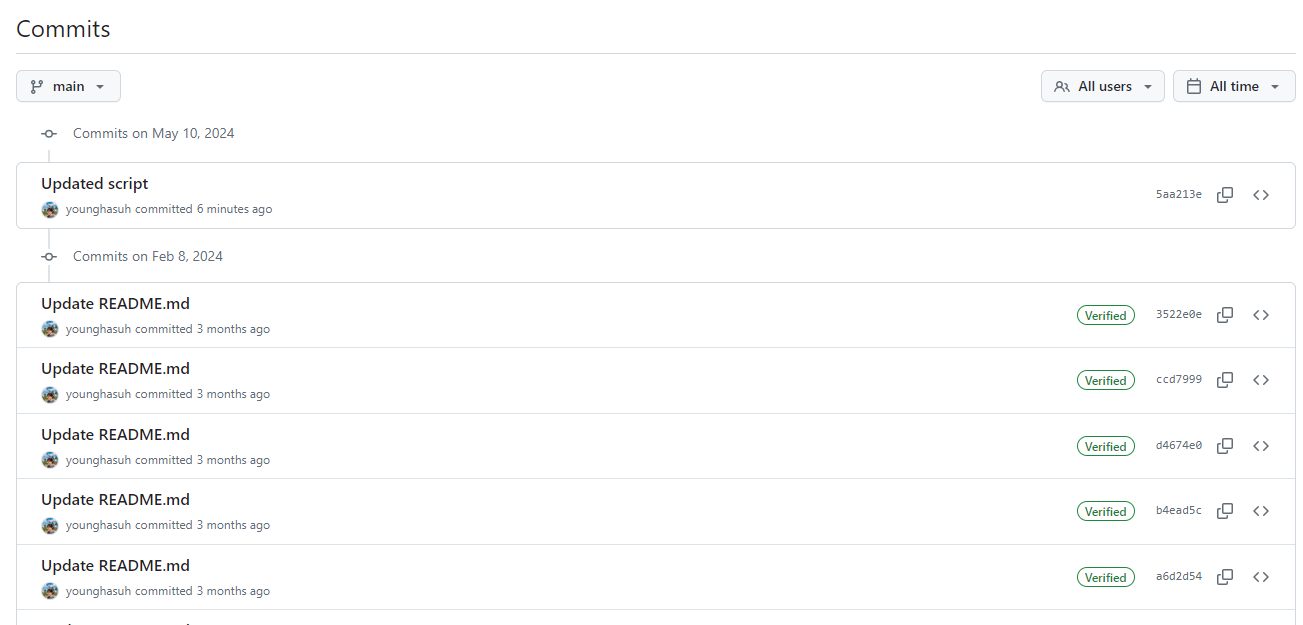 Commits
main
All users
All time
Commits on May 10, 2024
Updated script
5aa213e
younghasuh committed 6 minutes ago
Commits on Feb 8, 2024
Update README.md
Verified
3522e0e
younghasuh committed 3 months ago
Update README.md
Verified
ccd7999
younghasuh committed 3 months ago
Update README.md
Verified
d4674e0
younghasuh committed 3 months ago
Update README.md
Verified
b4ead5c
younghasuh committed 3 months ago
Update README.md
Verified
a6d2d54
younghasuh committed 3 months ago